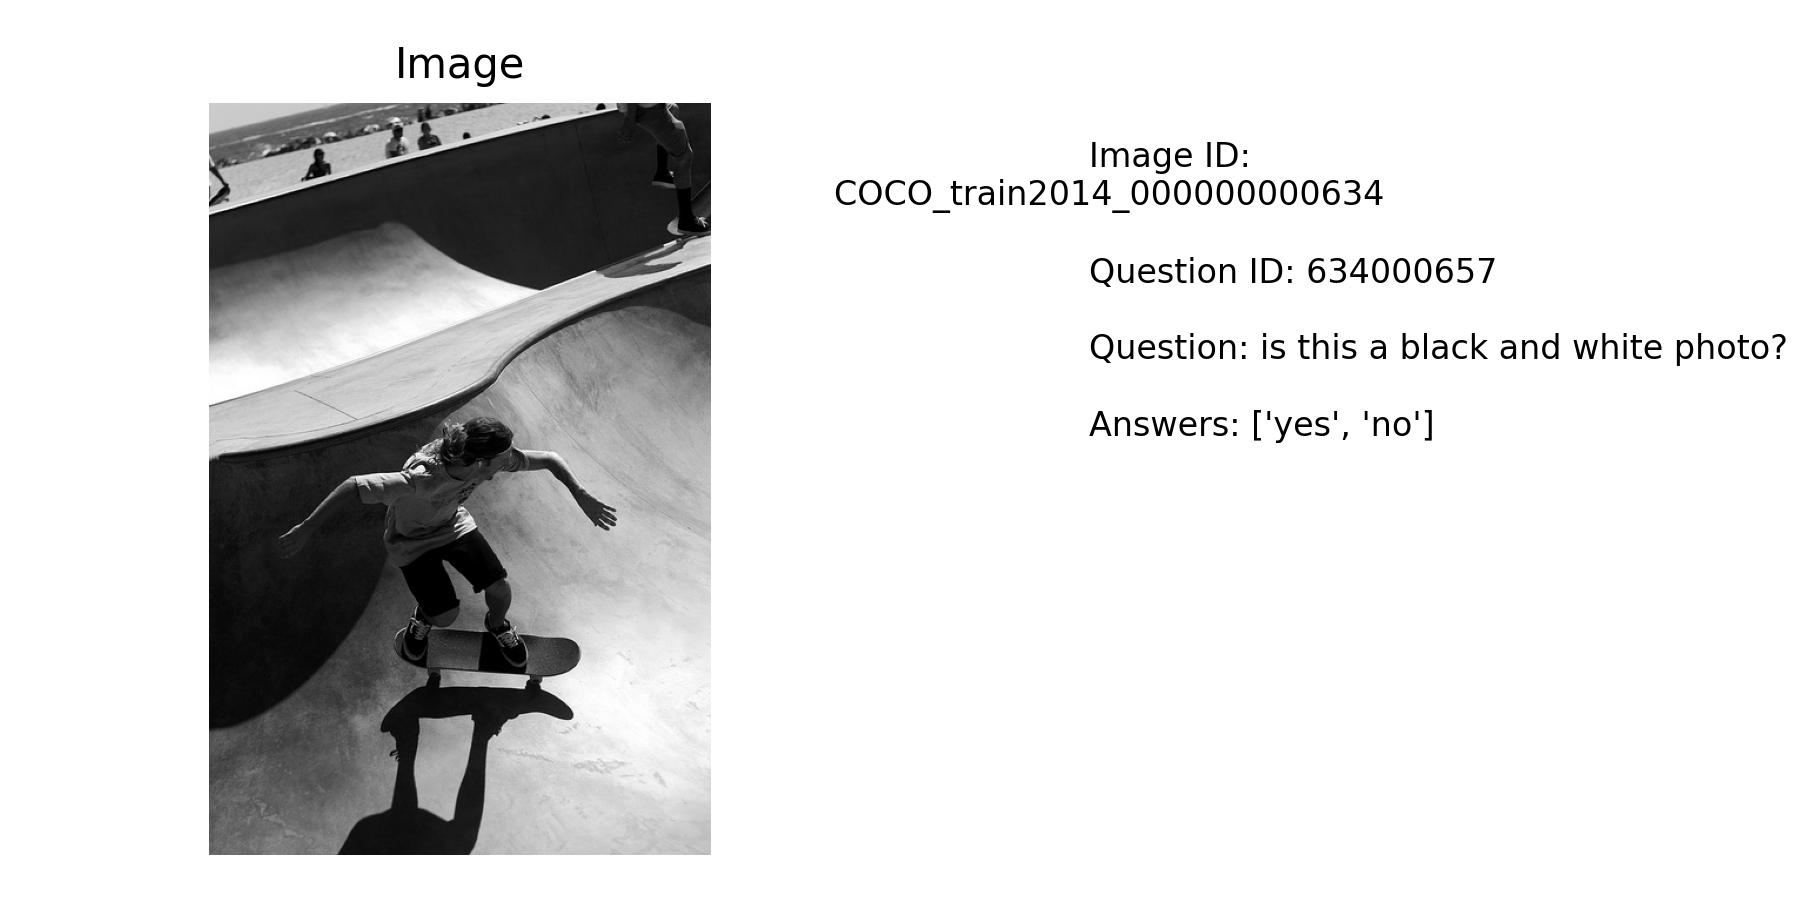 Image
Image ID:
COCO_train2014_000000000634
Question ID: 634000657
Question: is this a black and white photo?
Answers: ['yes', 'no']